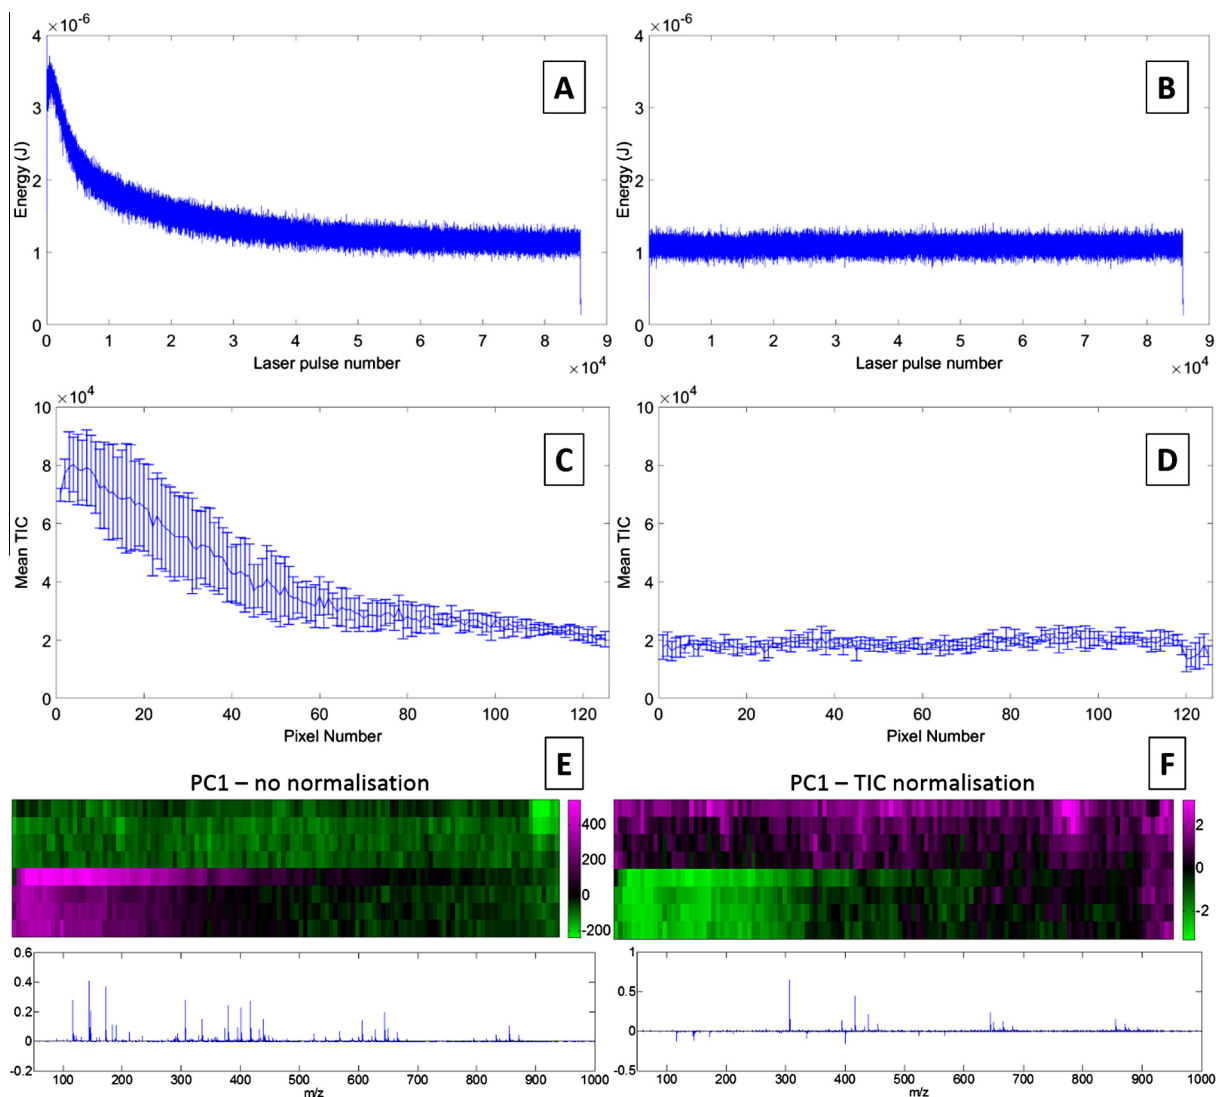 ×10⁻⁶ ×10⁻⁶
4 4
A B
3 3
Energy (J) Energy (J)
2 2
1 1
0 0
0 1 2 3 4 5 6 7 8 9 0 1 2 3 4 5 6 7 8 9
Laser pulse number ×10⁴ Laser pulse number ×10⁴
×10⁴ ×10⁴
10 10
C D
8 8
6 6
Mean TIC Mean TIC
4 4
2 2
0 0
0 20 40 60 80 100 120 0 20 40 60 80 100 120
Pixel Number Pixel Number
E F
PC1 – no normalisation PC1 – TIC normalisation
400 2
200
0 0
-200 -2
0.6 1
0.4 0.5
0.2 0
0
-0.2 -0.5
100 200 300 400 500 600 700 800 900 1000 100 200 300 400 500 600 700 800 900 1000
m/z m/z